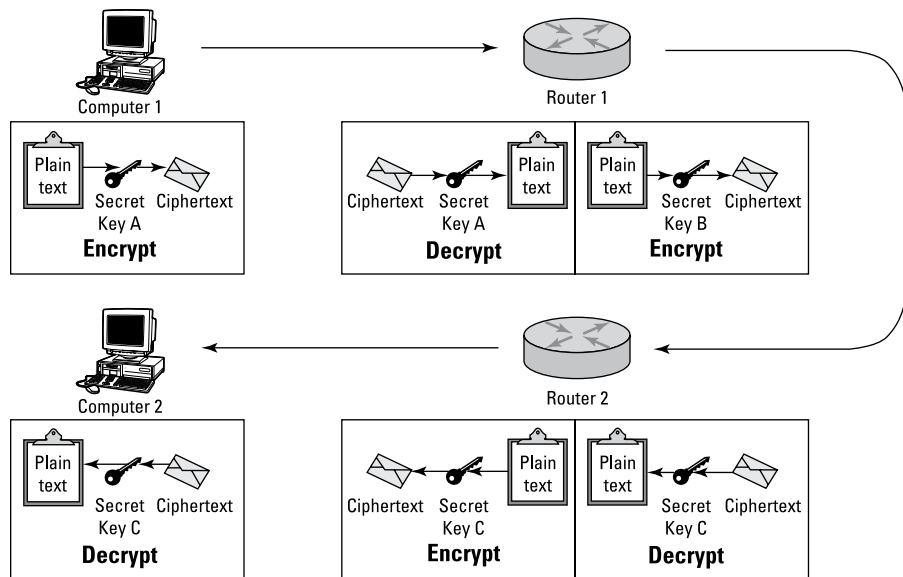 Computer 1
Router 1
Plain
text
Secret
Key A
Ciphertext
Encrypt
Ciphertext
Secret
Key A
Plain
text
Decrypt
Plain
text
Secret
Key B
Ciphertext
Encrypt
Computer 2
Router 2
Plain
text
Secret
Key C
Ciphertext
Decrypt
Ciphertext
Secret
Key C
Plain
text
Encrypt
Plain
text
Secret
Key C
Ciphertext
Decrypt